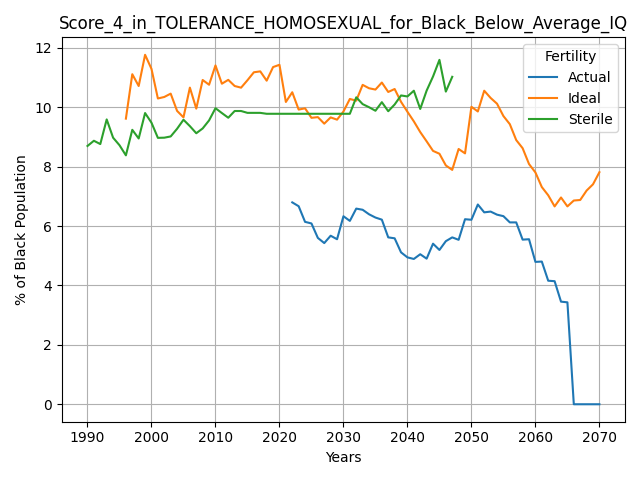 Score_4_in_TOLERANCE_HOMOSEXUAL_for_Black_Below_Average_IQ
% of Black Population
12
10
8
6
4
2
0
Fertility
Actual
Ideal
Sterile
1990 2000 2010 2020 2030 2040 2050 2060 2070
Years